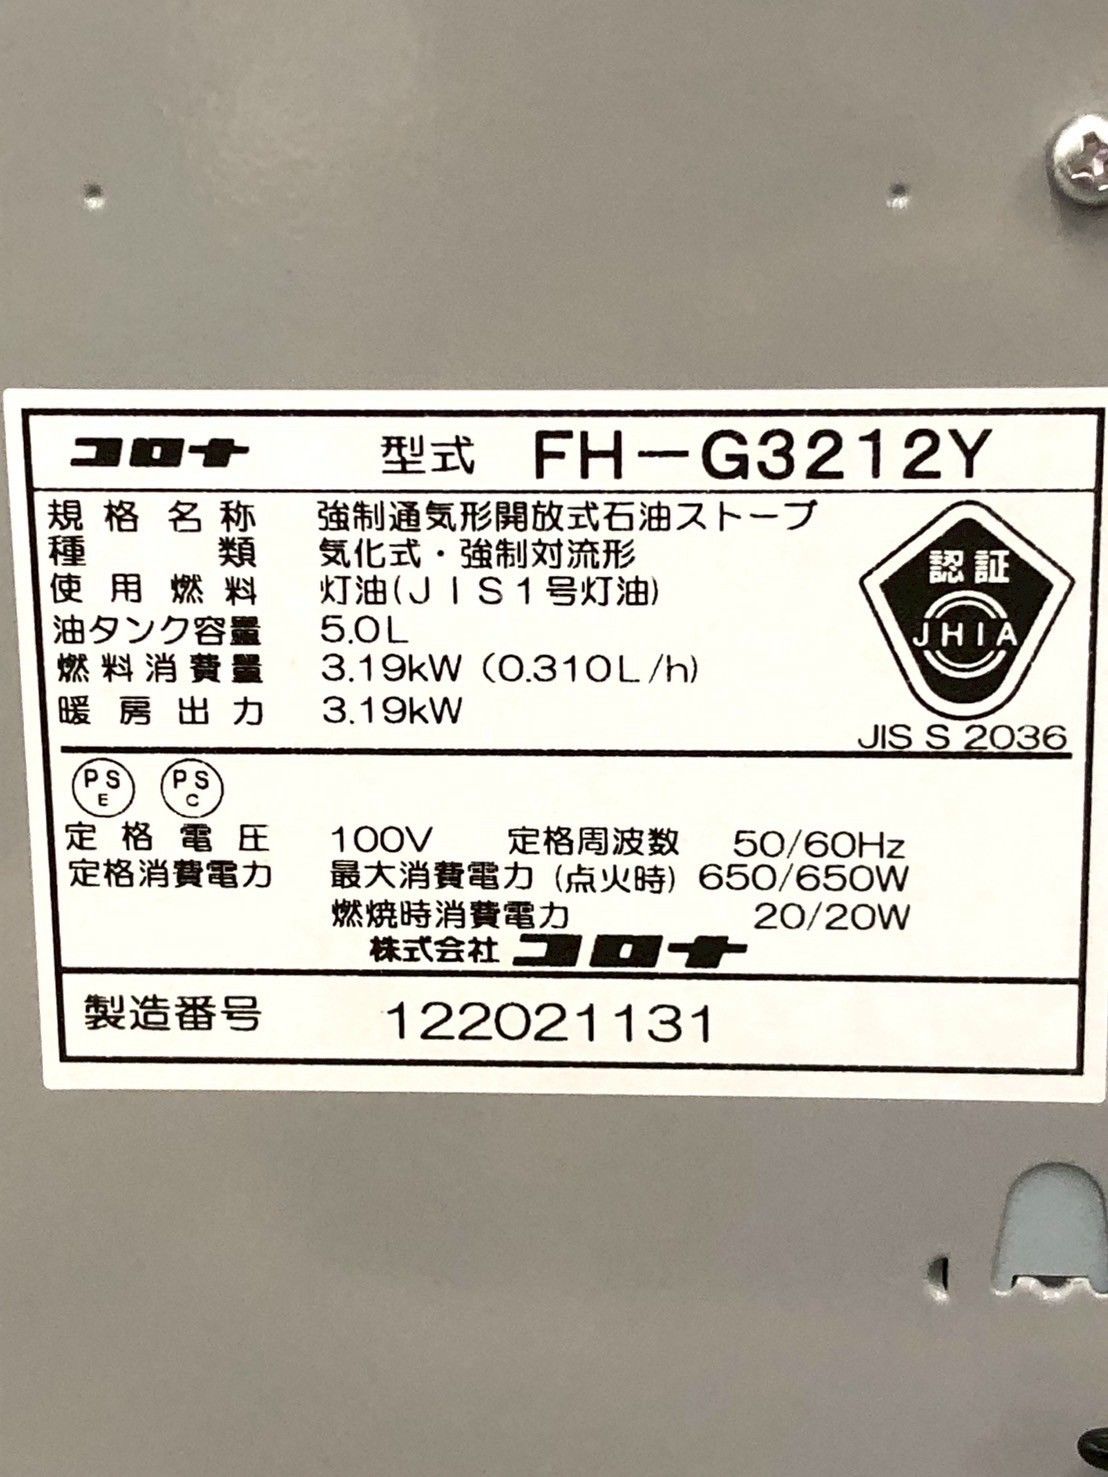 コロナ 型式 FH-G3212Y
規格名称 強制通気形開放式石油ストーブ
種類 気化式・強制対流形
使用燃料 灯油(JIS1号灯油)
油タンク容量 5.0L
燃料消費量 3.19kW (0.310L/h)
暖房出力 3.19kW
認証
JHIA
JIS S 2036
PS E PS C
定格電圧 100V 定格周波数 50/60Hz
定格消費電力 最大消費電力(点火時) 650/650W
燃焼時消費電力 20/20W
株式会社 コロナ
製造番号 122021131